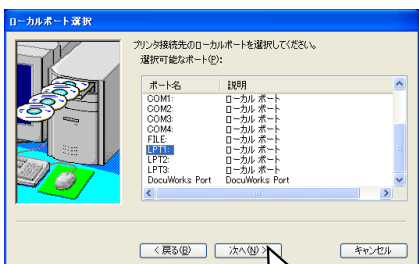 ローカルポート選択
プリンタ接続先のローカルポートを選択してください。
選択可能なポート(P):
ポート名 説明
COM1: ローカル ポート
COM2: ローカル ポート
COM3: ローカル ポート
COM4: ローカル ポート
FILE: ローカル ポート
LPT1: ローカル ポート
LPT2: ローカル ポート
LPT3: ローカル ポート
DocuWorks Port DocuWorks Port
< 戻る(B) 次へ(N) > キャンセル